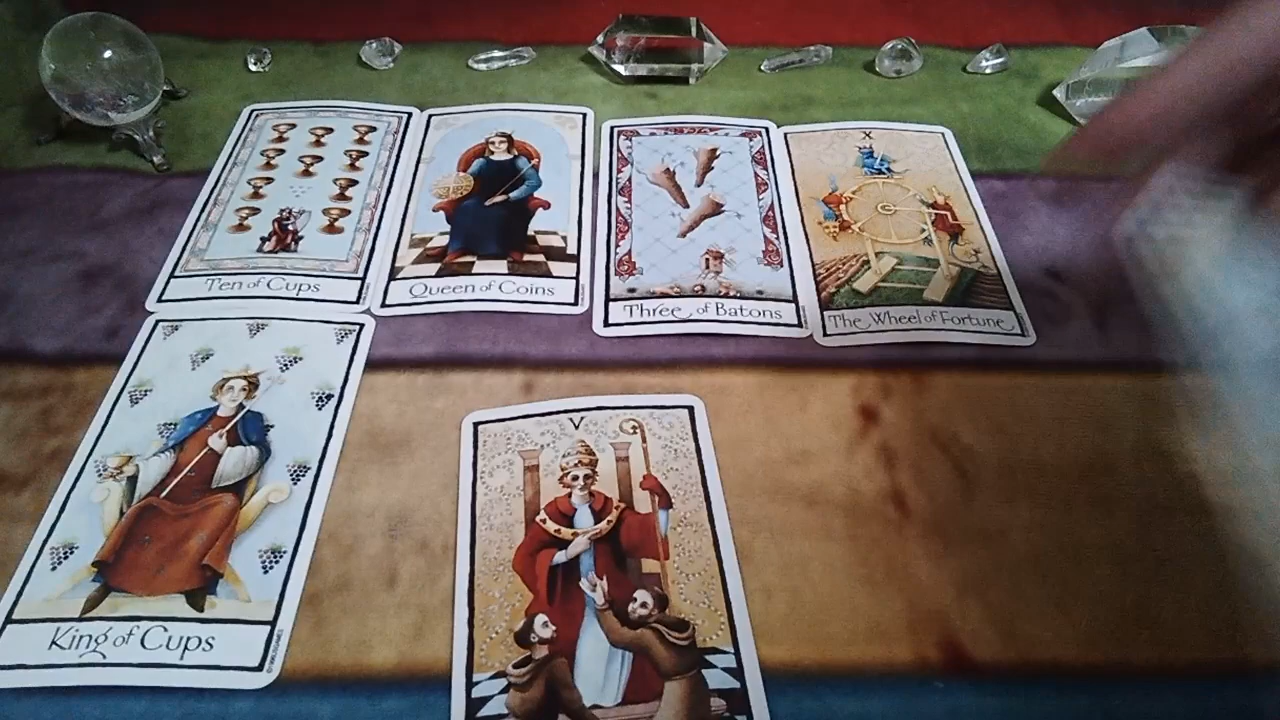 X
Ten of Cups
Queen of Coins
Three of Batons
The Wheel of Fortune
V
King of Cups